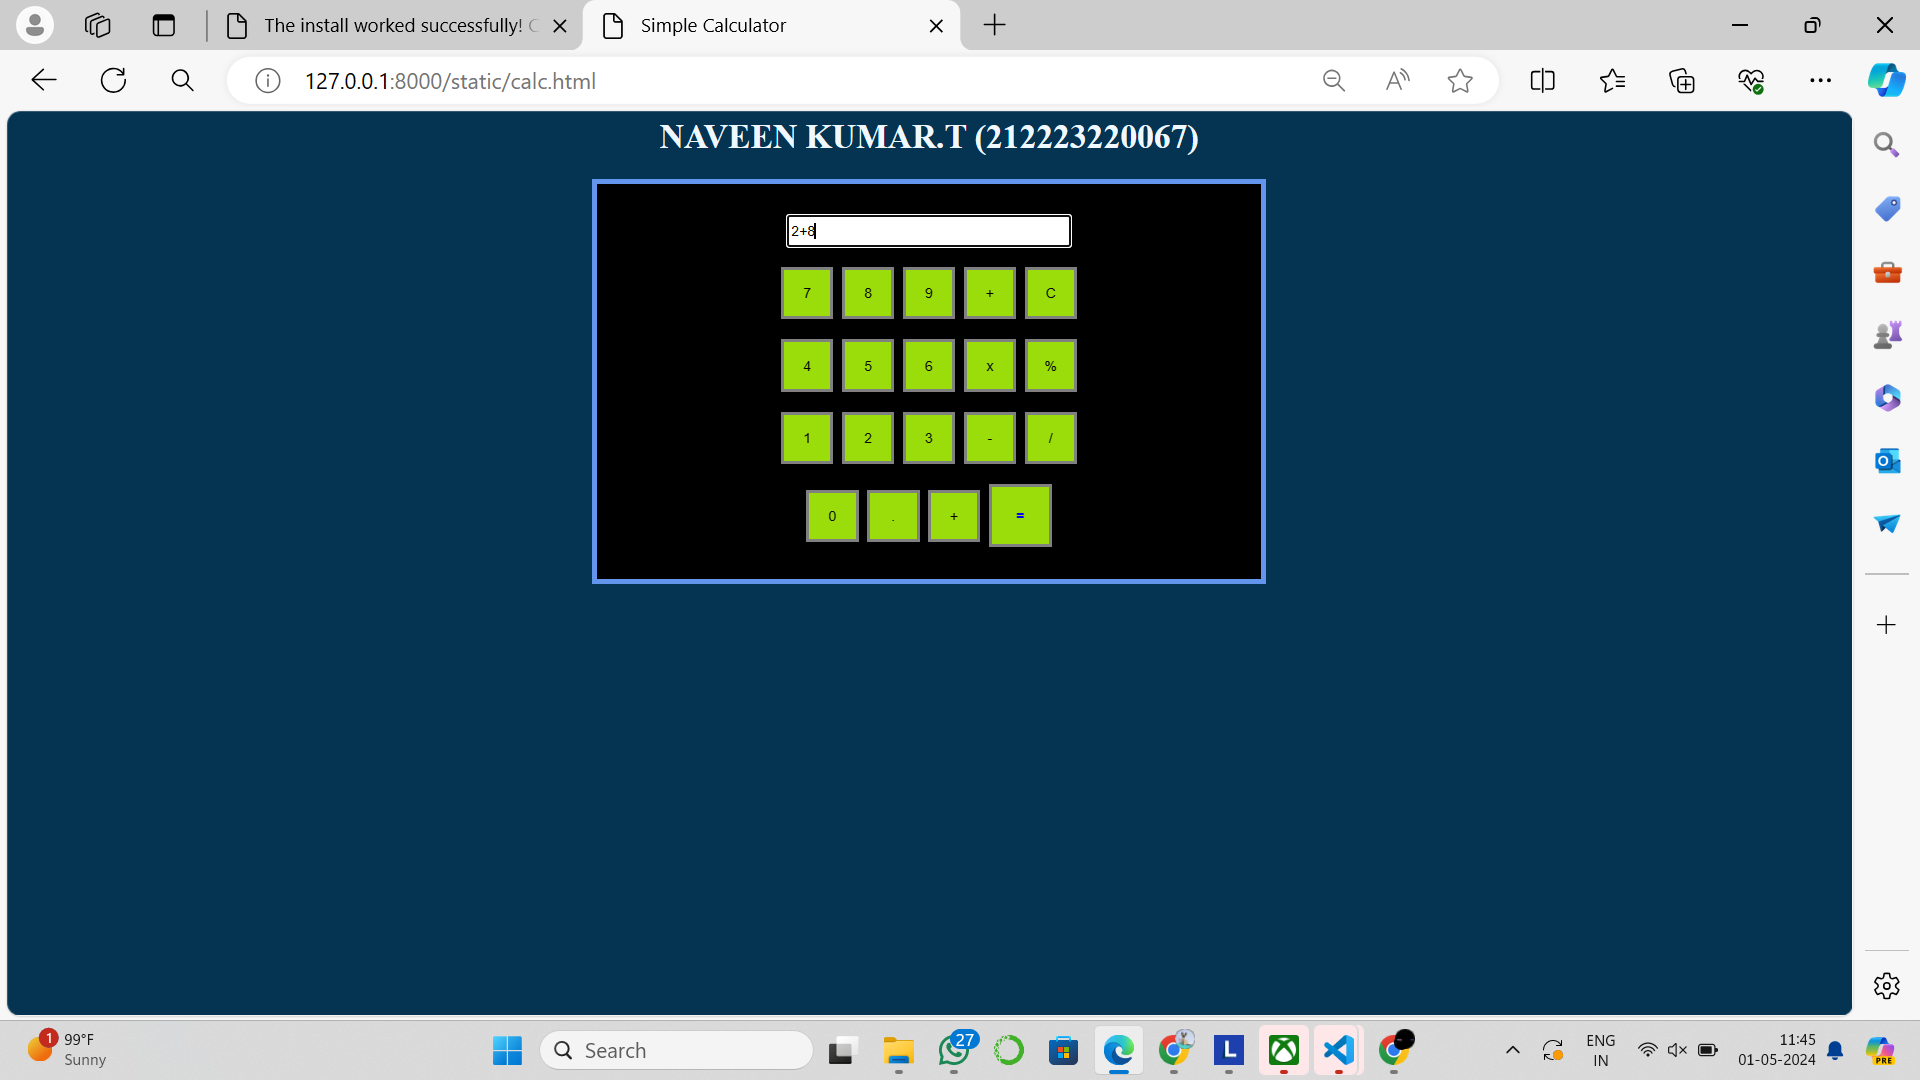 The install worked successfully! C
Simple Calculator
127.0.0.1:8000/static/calc.html
NAVEEN KUMAR.T (212223220067)
2+8
7 8 9 + C
4 5 6 x %
1 2 3 - /
0 . + =
1
99°F
Sunny
Search
27
L
ENG
IN
11:45
01-05-2024
PRE